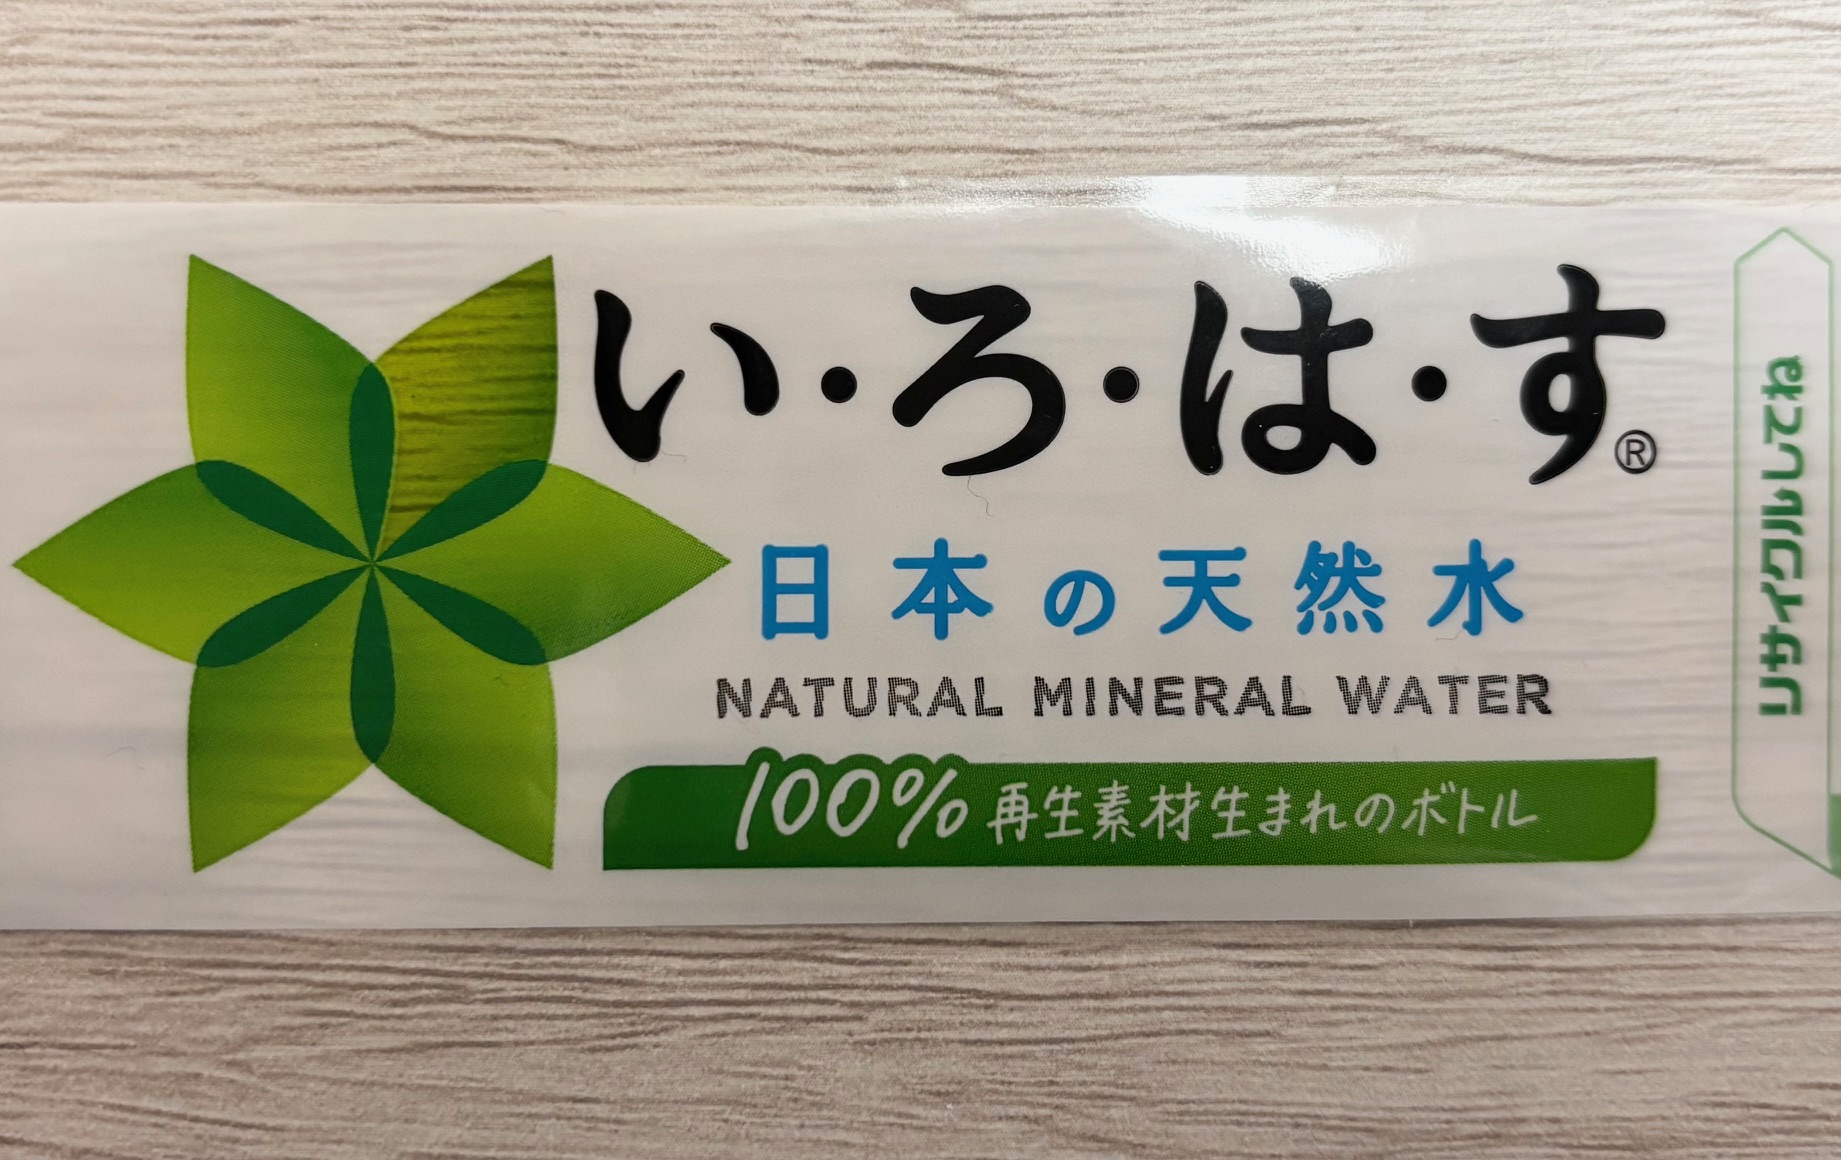 い・ろ・は・す®
日本の天然水
NATURAL MINERAL WATER
100%再生素材生まれのボトル
リサイクルしてね